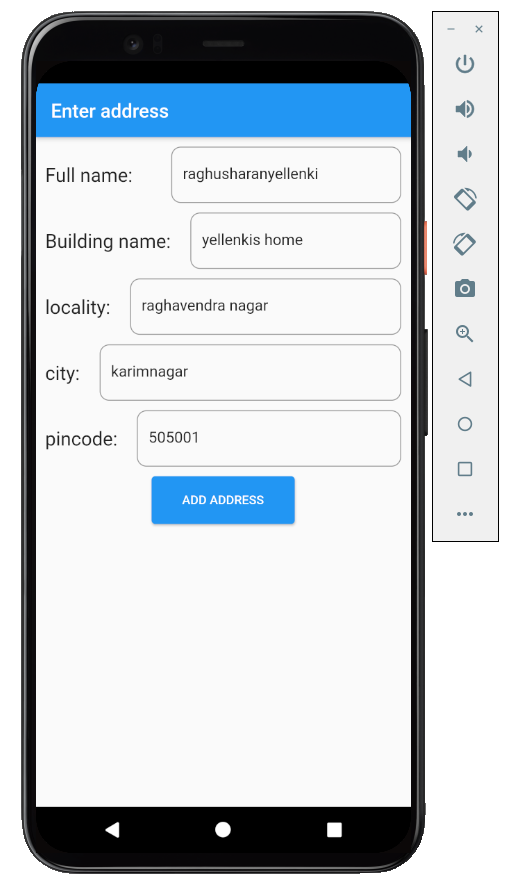 Enter address
Full name: raghusharanyellenki
Building name: yellenkis home
locality: raghavendra nagar
city: karimnagar
pincode: 505001
ADD ADDRESS